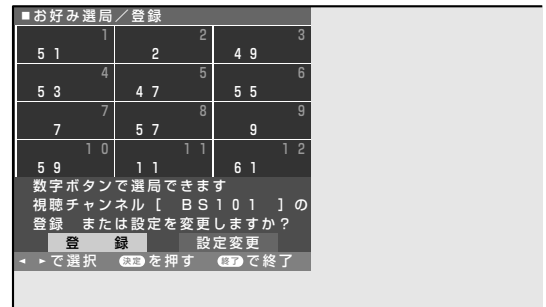 ■お好み選局／登録
1 2 3
51 2 49
4 5 6
53 47 55
7 8 9
7 57 9
10 11 12
59 11 61
数字ボタンで選局できます
視聴チャンネル［ BS101 ］の
登録 または設定を変更しますか？
登 録 設定変更
◂ ▸で選択 決定を押す 終了で終了